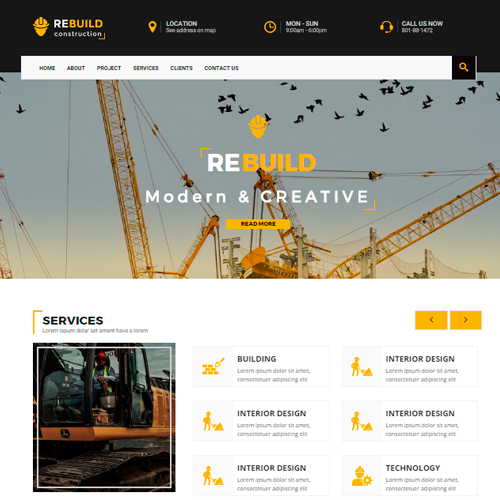 REBUILD
construction
LOCATION
See address on map
MON - SUN
9:00am - 6:00pm
CALL US NOW
801-88-1472
HOME ABOUT PROJECT SERVICES CLIENTS CONTACT US
REBUILD
Modern & CREATIVE
READ MORE
SERVICES
Lorem ipsum dolor set ament have a lorem
BUILDING
Lorem ipsum dolor sit amet,
consectetuer adipiscing elit
INTERIOR DESIGN
Lorem ipsum dolor sit amet,
consectetuer adipiscing elit
INTERIOR DESIGN
Lorem ipsum dolor sit amet,
consectetuer adipiscing elit
INTERIOR DESIGN
Lorem ipsum dolor sit amet,
consectetuer adipiscing elit
INTERIOR DESIGN
Lorem ipsum dolor sit amet,
consectetuer adipiscing elit
TECHNOLOGY
Lorem ipsum dolor sit amet,
consectetuer adipiscing elit